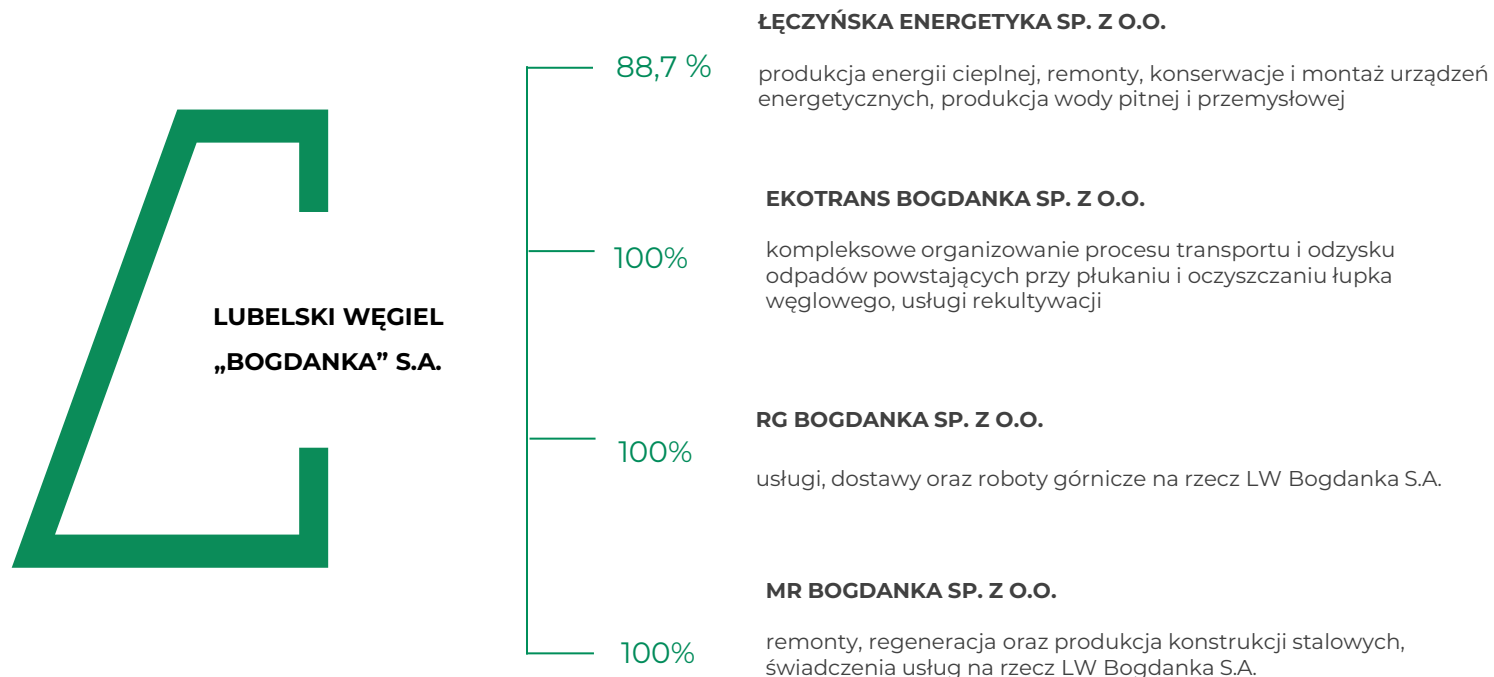 ŁĘCZYŃSKA ENERGETYKA SP. Z O.O.
88,7 %
produkcja energii cieplnej, remonty, konserwacje i montaż urządzeń
energetycznych, produkcja wody pitnej i przemysłowej
EKOTRANS BOGDANKA SP. Z O.O.
100%
kompleksowe organizowanie procesu transportu i odzysku
odpadów powstających przy płukaniu i oczyszczaniu łupka
węglowego, usługi rekultywacji
LUBELSKI WĘGIEL
„BOGDANKA” S.A.
RG BOGDANKA SP. Z O.O.
100%
usługi, dostawy oraz roboty górnicze na rzecz LW Bogdanka S.A.
MR BOGDANKA SP. Z O.O.
100%
remonty, regeneracja oraz produkcja konstrukcji stalowych,
świadczenia usług na rzecz LW Bogdanka S.A.